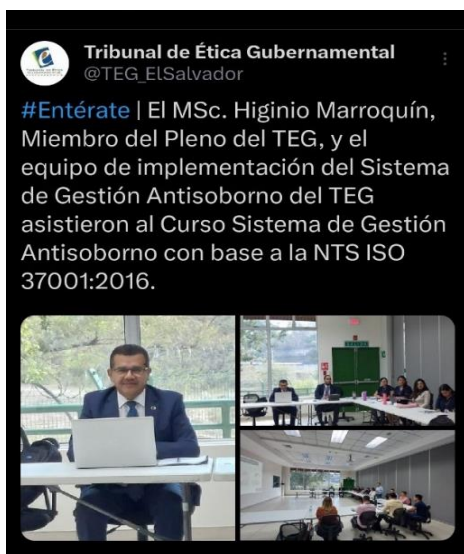 Tribunal de Ética Gubernamental
@TEG_ElSalvador
#Entérate | El MSc. Higinio Marroquín,
Miembro del Pleno del TEG, y el
equipo de implementación del Sistema
de Gestión Antisoborno del TEG
asistieron al Curso Sistema de Gestión
Antisoborno con base a la NTS ISO
37001:2016.